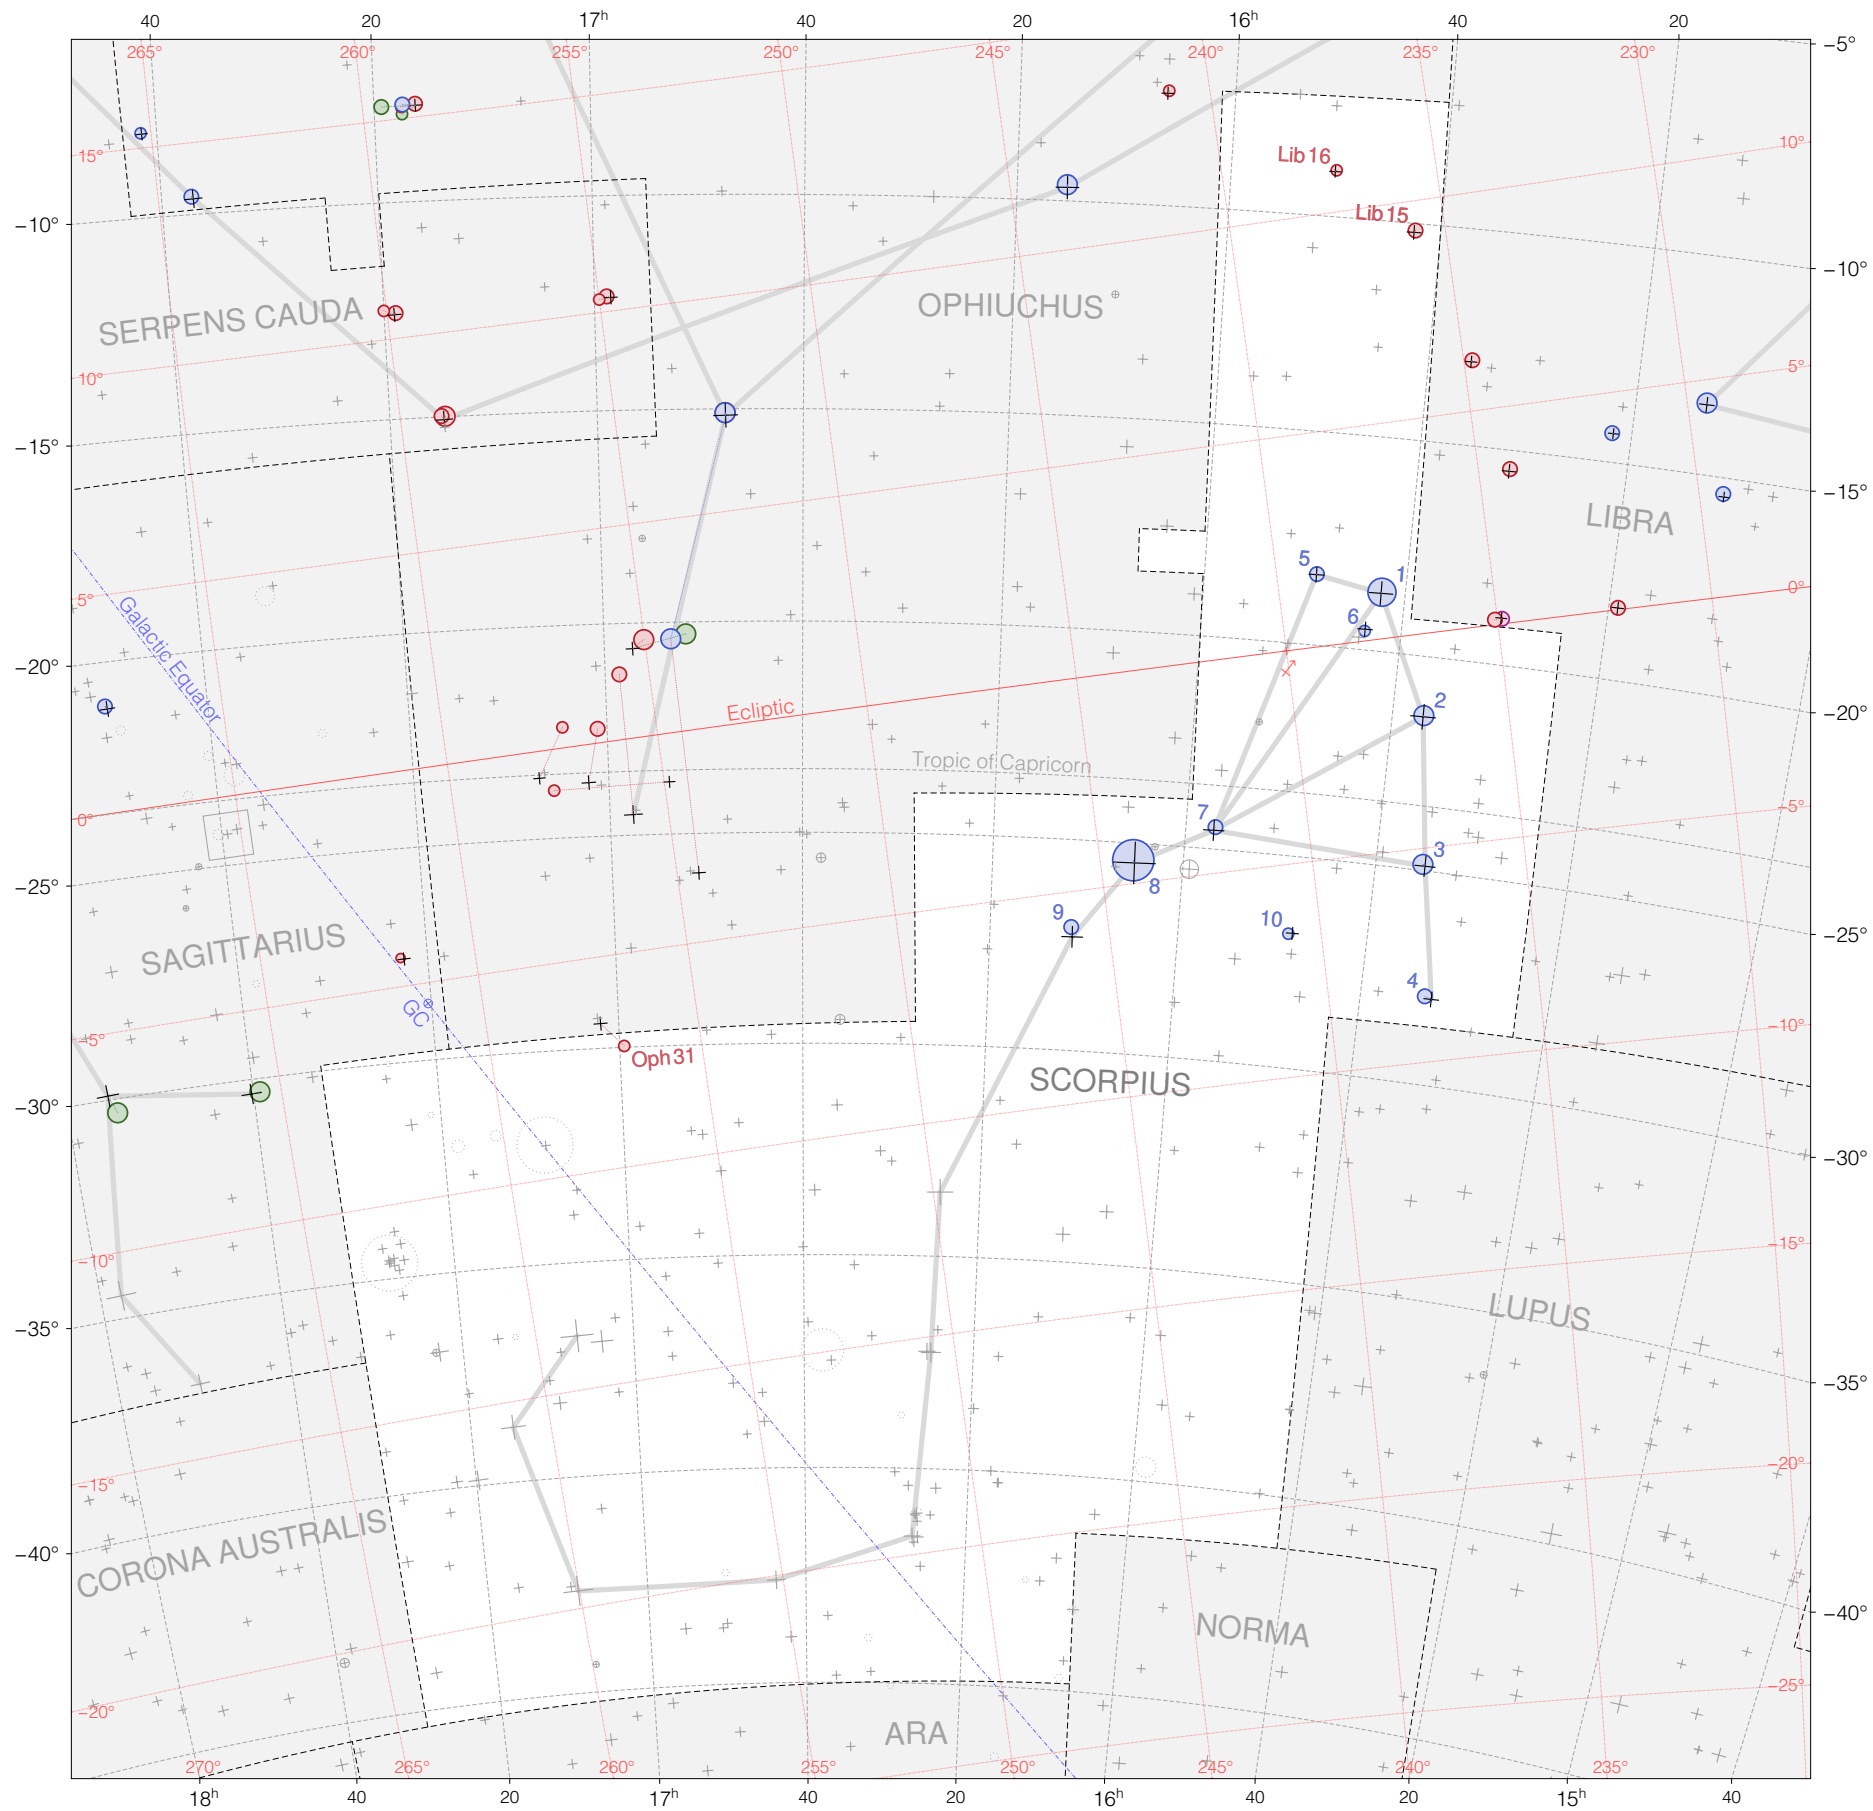 40 20 17h 40 20 16h 40 20
265° 260° 255° 250° 245° 240° 235° 230°
−5°
15° 10°
Lib 16
Lib 15
−10°
−10°
SERPENS CAUDA
OPHIUCHUS
10° 5°
−15°
−15°
LIBRA
5 1
5° 0°
6
Galactic Equator
−20°
Ecliptic
2
−20°
Tropic of Capricorn
0° −5°
7
3
8
−25°
9
10
−25°
SAGITTARIUS
4
GC
−5° −10°
Oph 31
SCORPIUS
−30°
−30°
−10° −15°
LUPUS
−35°
−35°
−15° −20°
CORONA AUSTRALIS
−40°
−40°
NORMA
−20° −25°
ARA
270° 265° 260° 255° 250° 245° 240° 235°
18h 40 20 17h 40 20 16h 40 20 15h 40